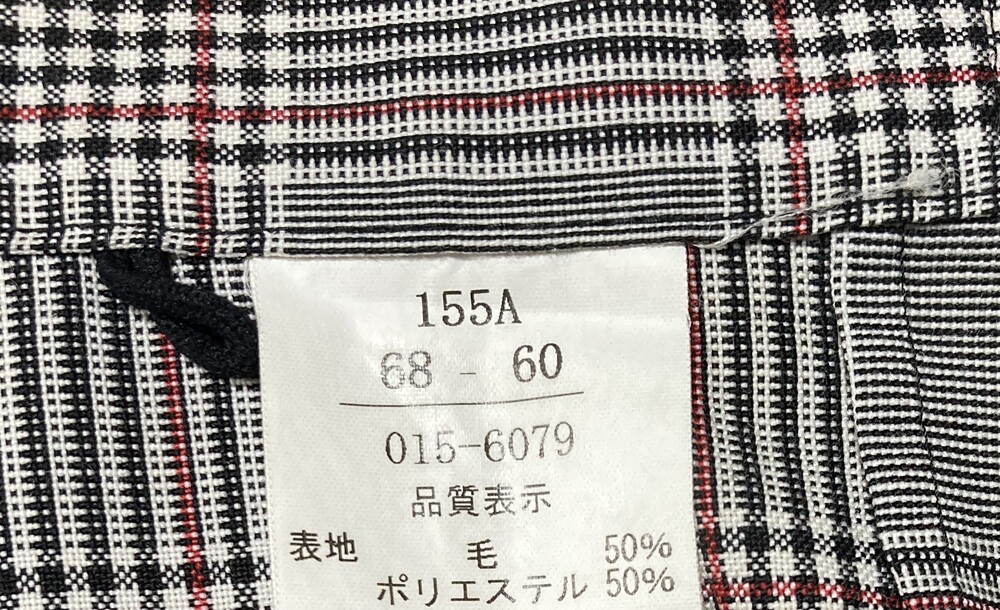 155A
68 - 60
015-6079
品質表示
表地 毛 50%
ポリエステル 50%